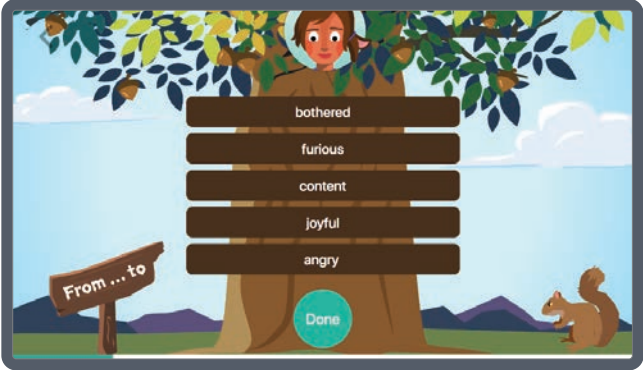 bothered
furious
content
joyful
angry
From ... to
Done